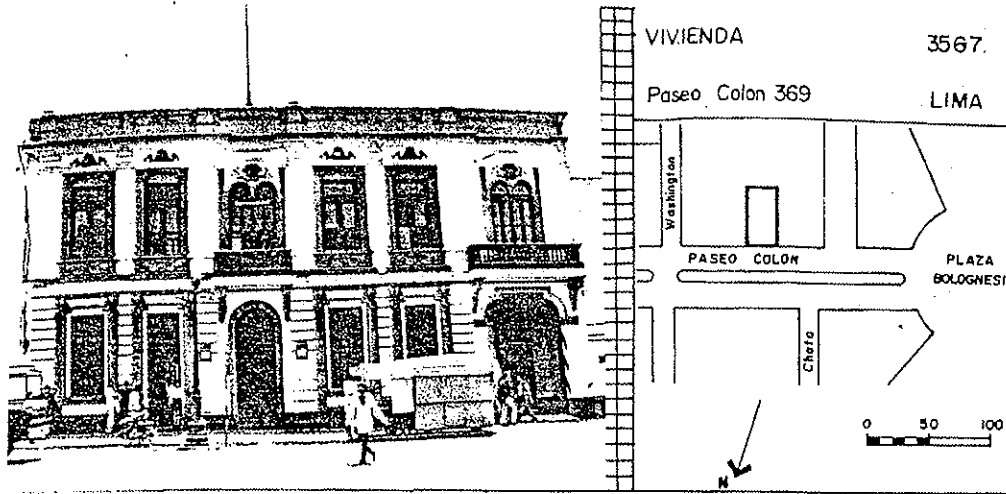 VIVIENDA 3567.
Paseo Colon 369 LIMA
Washington
PASEO COLON
PLAZA
BOLOGNESI
Chota
0 50 100
N